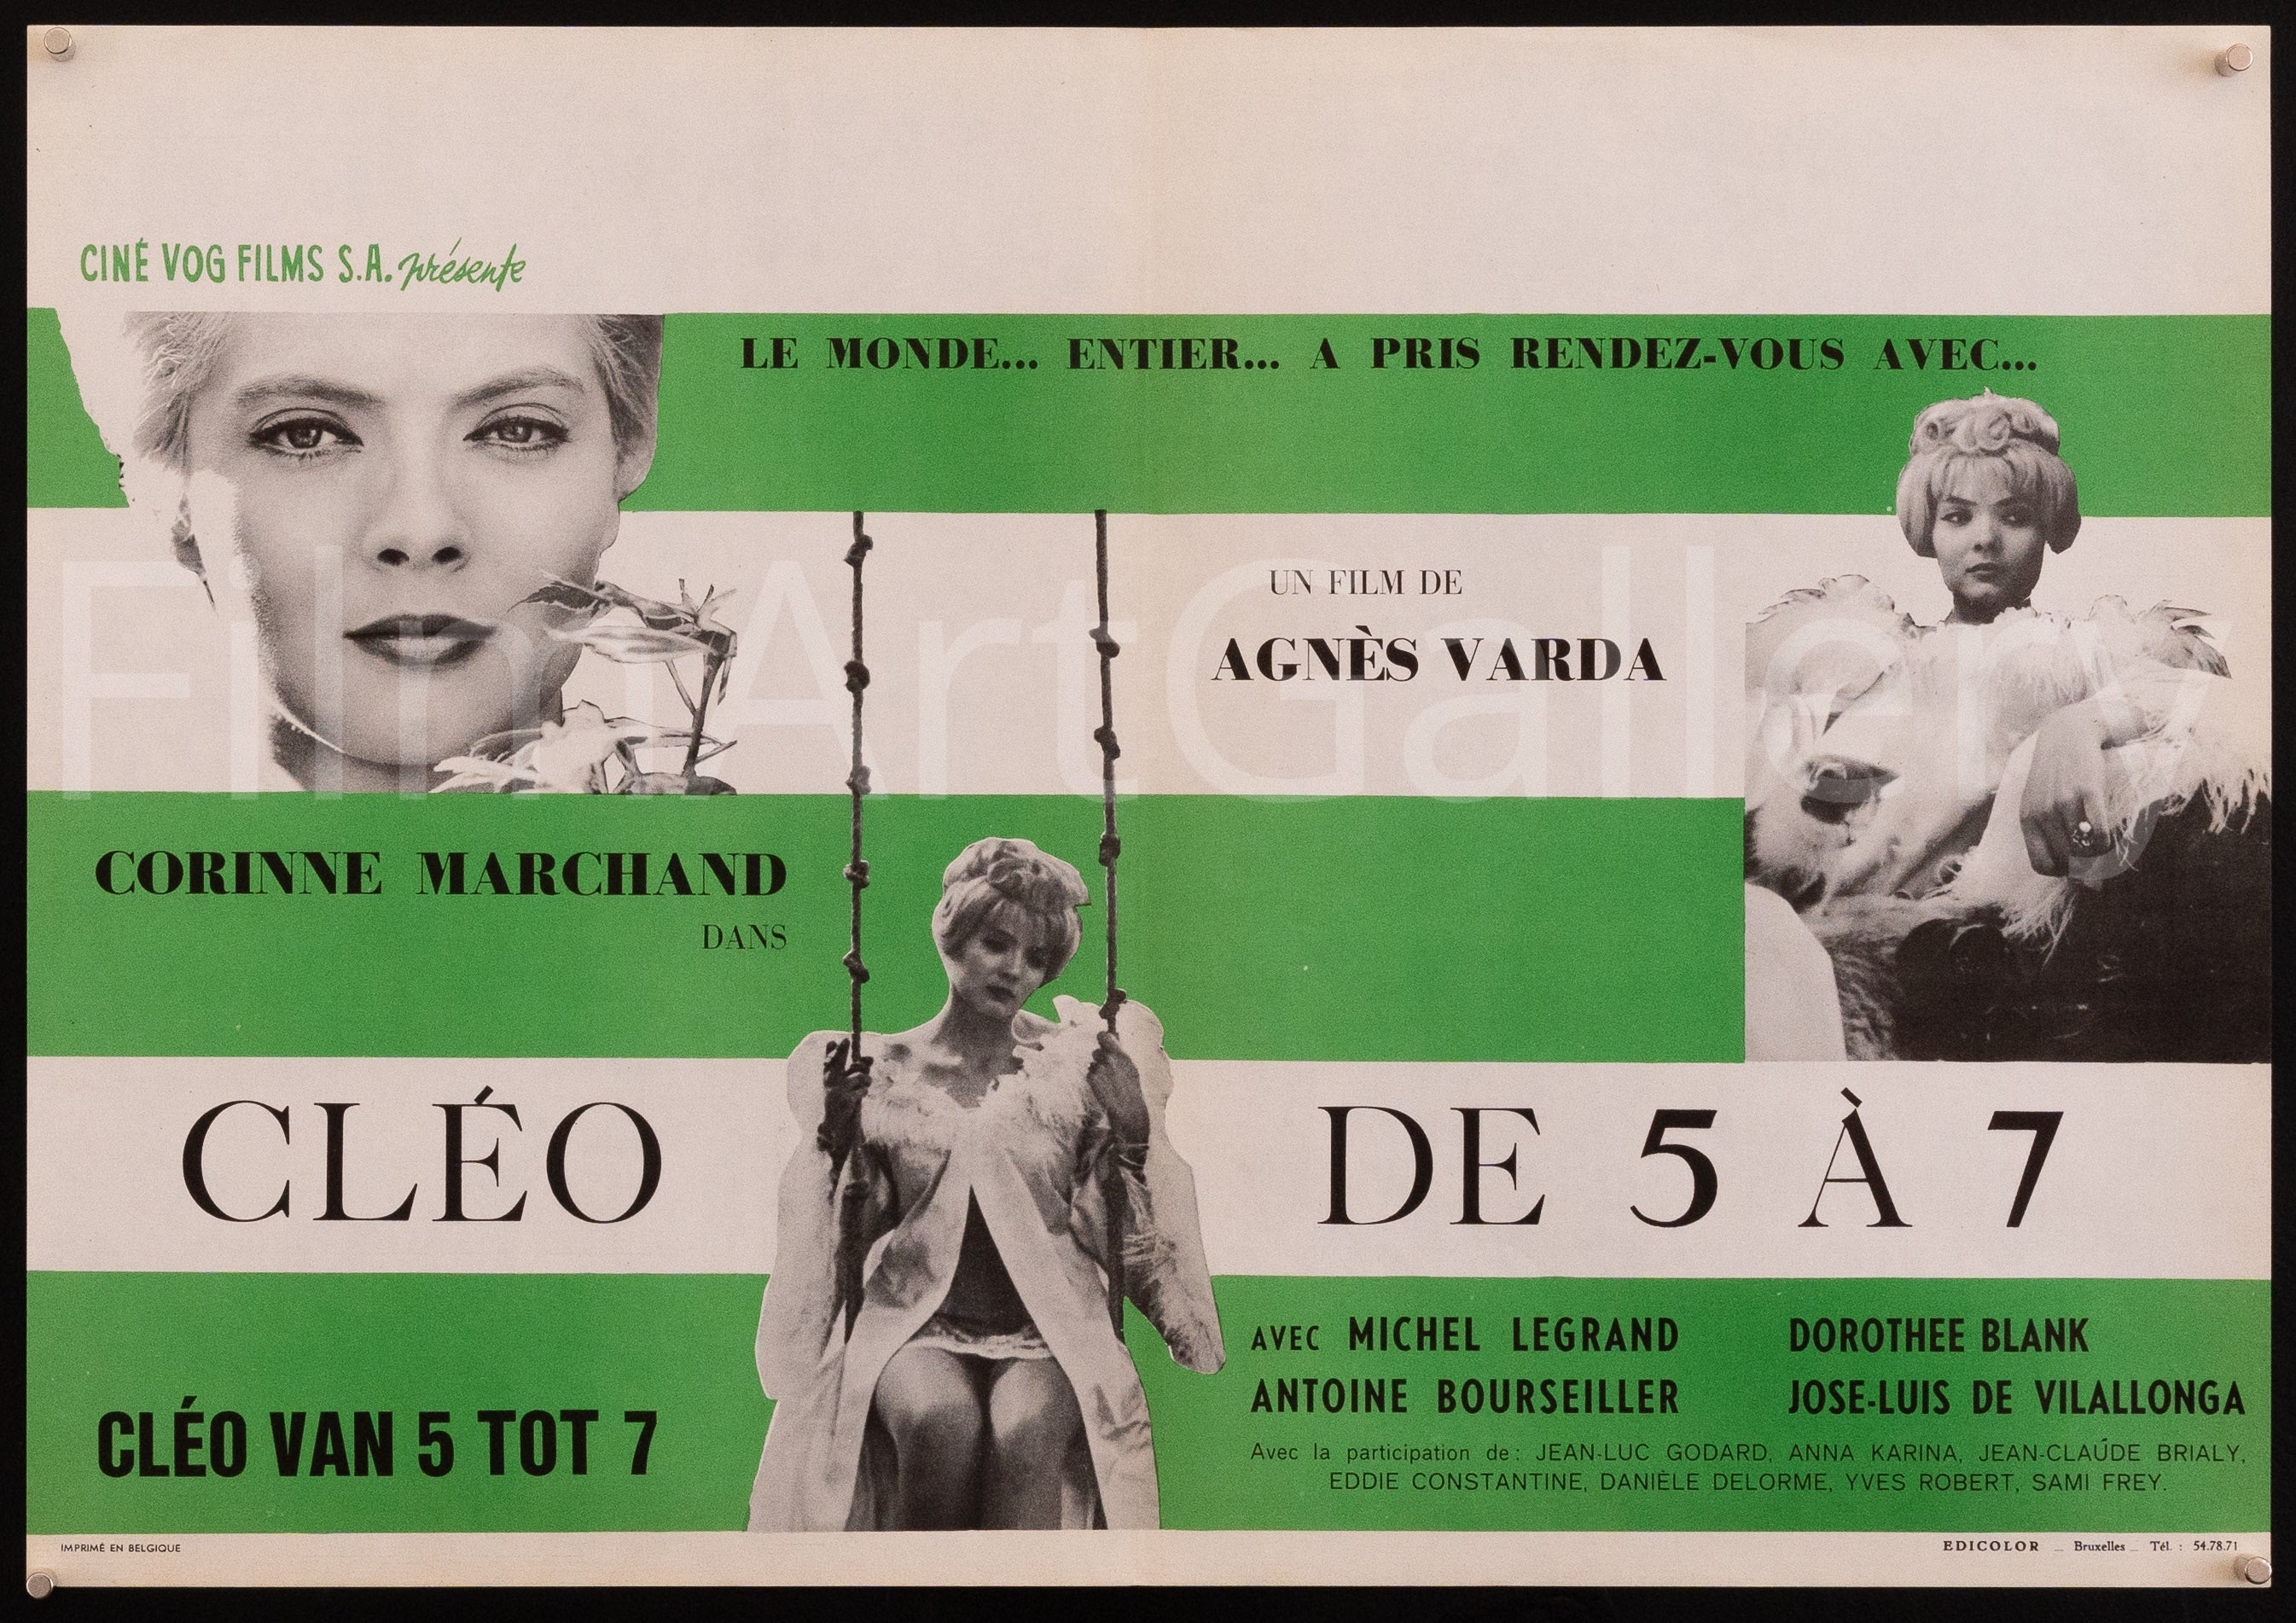 CINÉ VOG FILMS S.A. présente
LE MONDE... ENTIER... A PRIS RENDEZ-VOUS AVEC...
UN FILM DE
AGNÈS VARDA
FilmArtGallery
CORINNE MARCHAND
DANS
CLÉO DE 5 À 7
AVEC MICHEL LEGRAND DOROTHEE BLANK
ANTOINE BOURSEILLER JOSE-LUIS DE VILALLONGA
CLÉO VAN 5 TOT 7
Avec la participation de : JEAN-LUC GODARD, ANNA KARINA, JEAN-CLAUDE BRIALY,
EDDIE CONSTANTINE, DANIÈLE DELORME, YVES ROBERT, SAMI FREY.
IMPRIMÉ EN BELGIQUE
EDICOLOR _ Bruxelles _ Tél. : 54.78.71